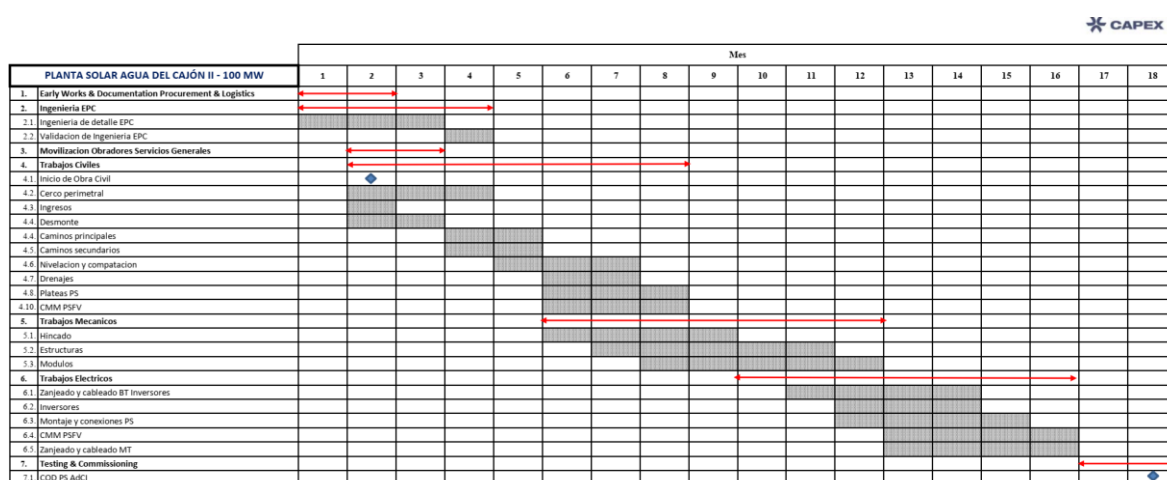 CAPEX
Mes
PLANTA SOLAR AGUA DEL CAJÓN II - 100 MW 1 2 3 4 5 6 7 8 9 10 11 12 13 14 15 16 17 18
1. Early Works & Documentation Procurement & Logistics
2. Ingenieria EPC
2.1. Ingenieria de detalle EPC
2.2. Validacion de Ingenieria EPC
3. Movilizacion Obradores Servicios Generales
4. Trabajos Civiles
4.1. Inicio de Obra Civil
4.2. Cerco perimetral
4.3. Ingresos
4.4. Desmonte
4.4. Caminos principales
4.5. Caminos secundarios
4.6. Nivelacion y compatacion
4.7. Drenajes
4.8. Plateas PS
4.10. CMM PSFV
5. Trabajos Mecanicos
5.1. Hincado
5.2. Estructuras
5.3. Modulos
6. Trabajos Electricos
6.1. Zanjeado y cableado BT Inversores
6.2. Inversores
6.3. Montaje y conexiones PS
6.4. CMM PSFV
6.5. Zanjeado y cableado MT
7. Testing & Commissioning
7.1. COD PS AdCI